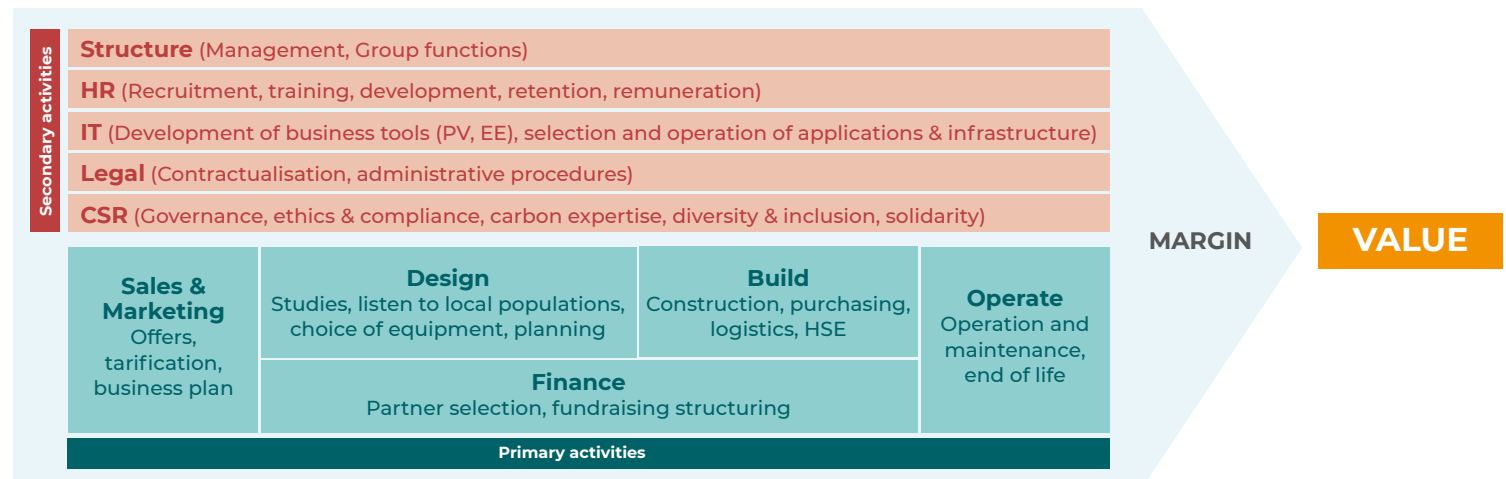 Secondary activities
Structure (Management, Group functions)
HR (Recruitment, training, development, retention, remuneration)
IT (Development of business tools (PV, EE), selection and operation of applications & infrastructure)
Legal (Contractualisation, administrative procedures)
CSR (Governance, ethics & compliance, carbon expertise, diversity & inclusion, solidarity)
Sales &
Marketing
Offers,
tarification,
business plan
Design
Studies, listen to local populations,
choice of equipment, planning
Build
Construction, purchasing,
logistics, HSE
Finance
Partner selection, fundraising structuring
Operate
Operation and
maintenance,
end of life
Primary activities
MARGIN
VALUE